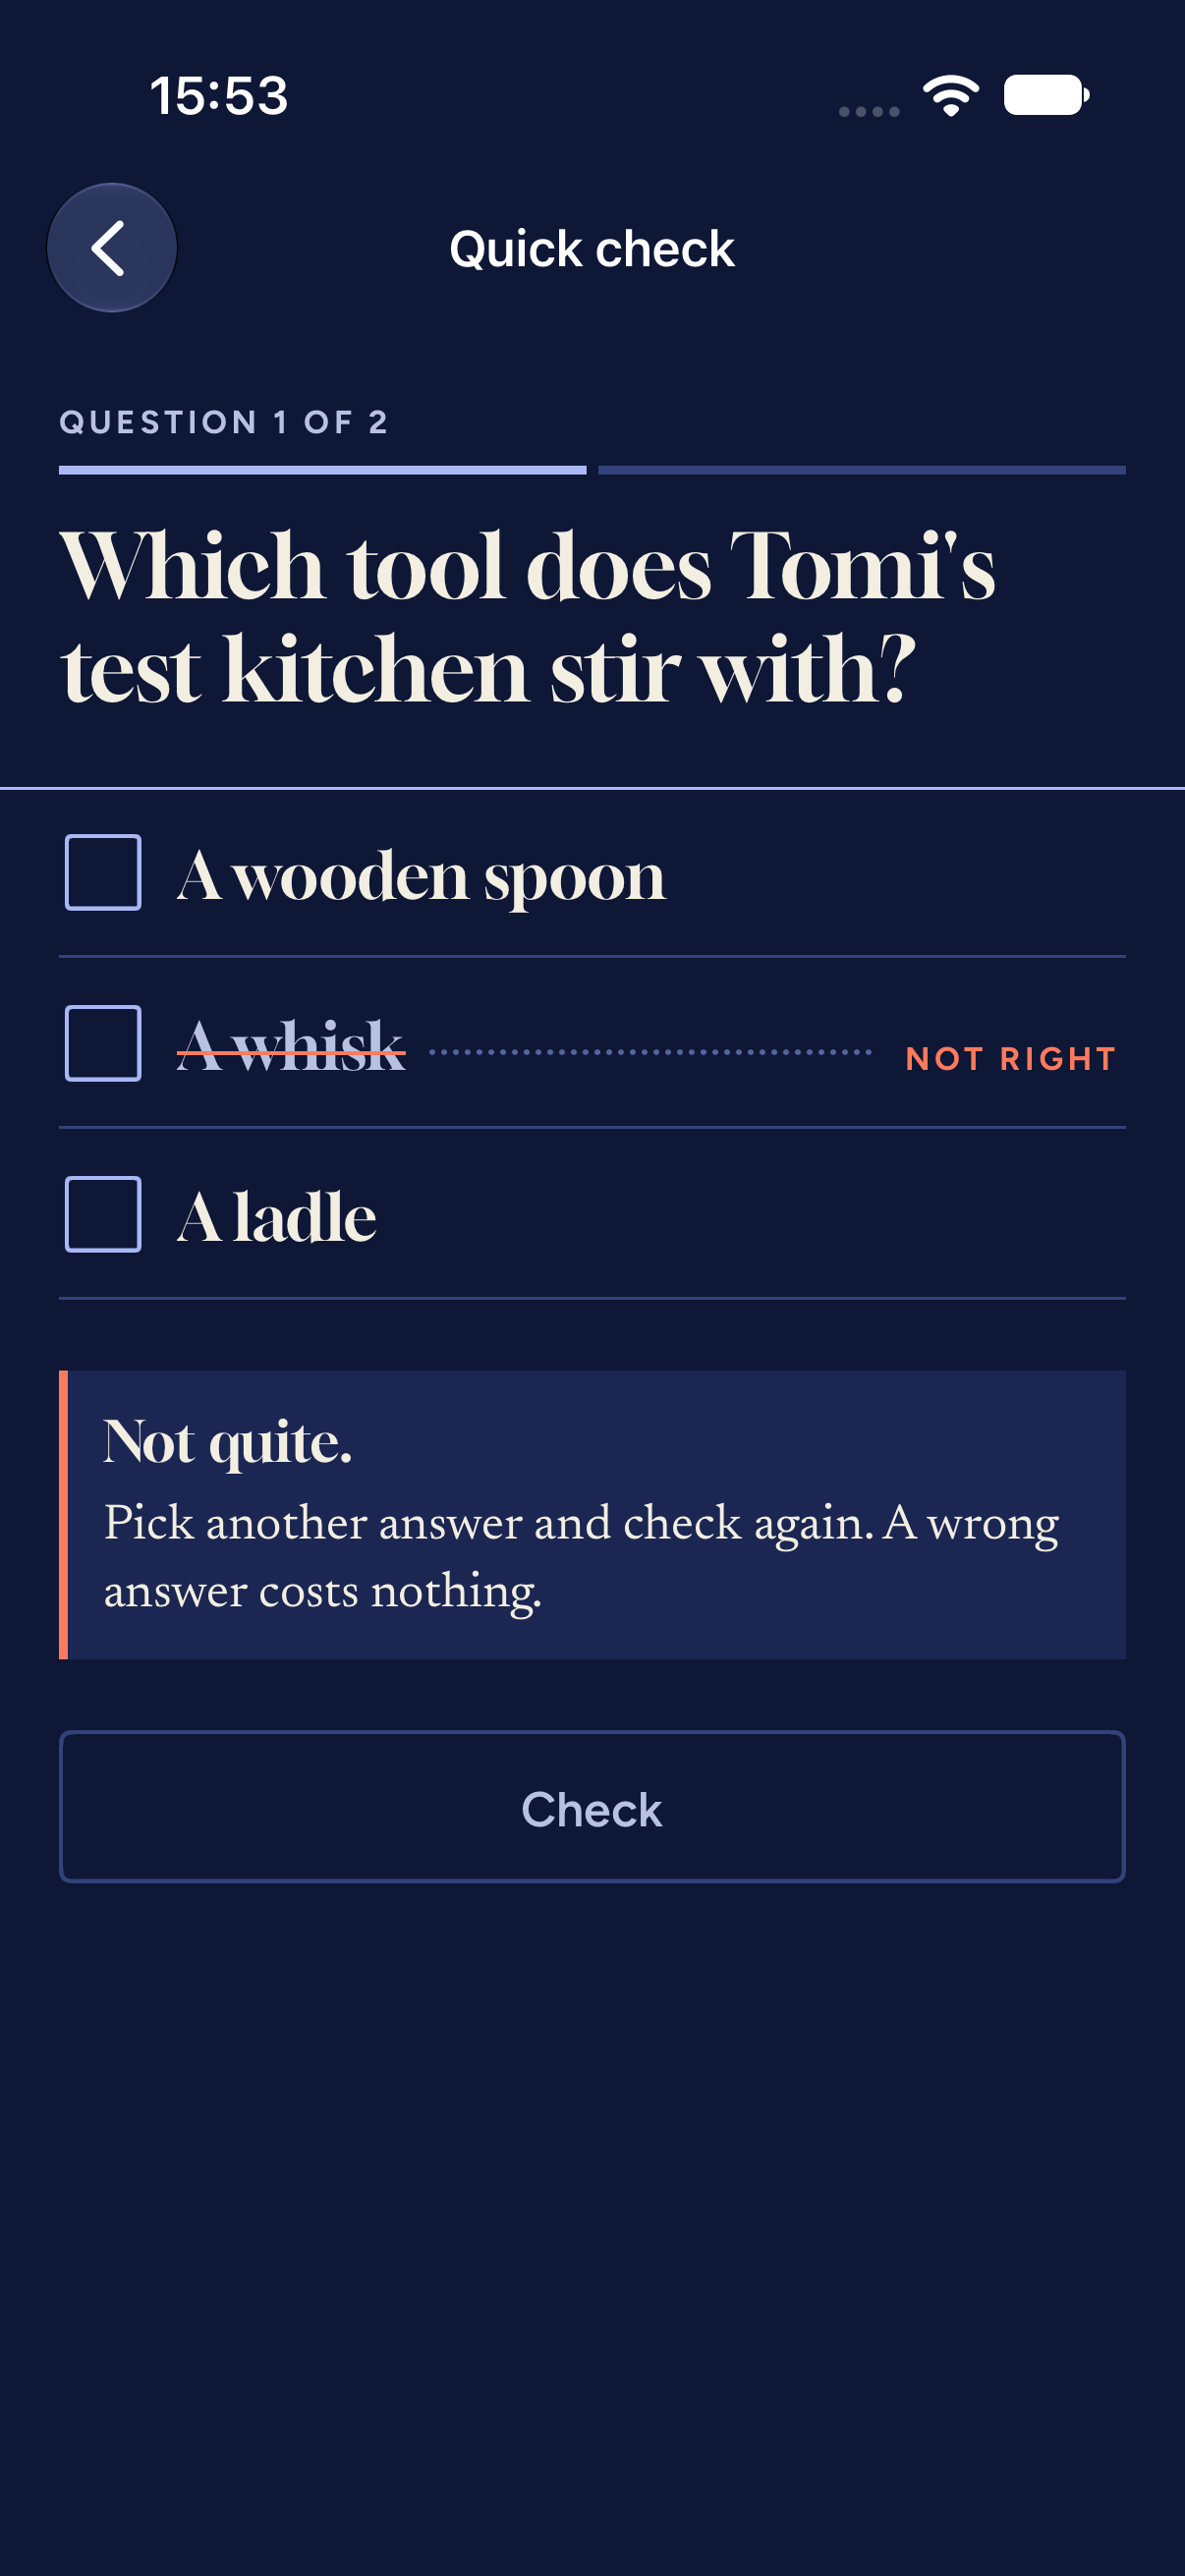 15:53
Quick check
QUESTION 1 OF 2
Which tool does Tomi's
test kitchen stir with?
A wooden spoon
A whisk NOT RIGHT
A ladle
Not quite.
Pick another answer and check again. A wrong
answer costs nothing.
Check